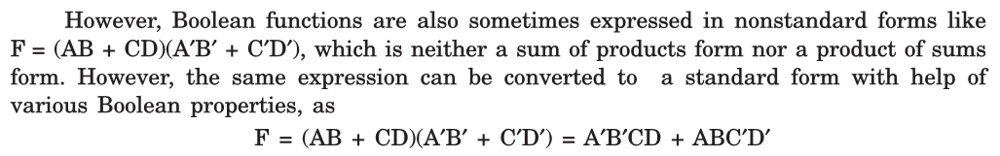 However, Boolean functions are also sometimes expressed in nonstandard forms like
F = (AB + CD)(A′B′ + C′D′), which is neither a sum of products form nor a product of sums
form. However, the same expression can be converted to a standard form with help of
various Boolean properties, as
F = (AB + CD)(A′B′ + C′D′) = A′B′CD + ABC′D′